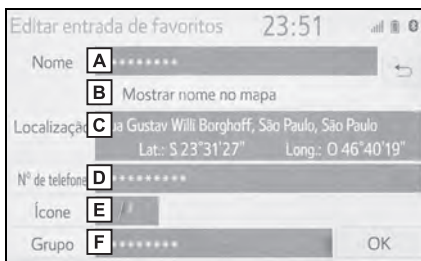 Editar entrada de favoritos 23:51
Nome A ********
B Mostrar nome no mapa
Localização C ua Gustav Willi Borghoff, São Paulo, São Paulo
Lat.: S 23°31'27" Long.: O 46°40'19"
Nº de telefone D *********
Ícone E
Grupo F ********* OK